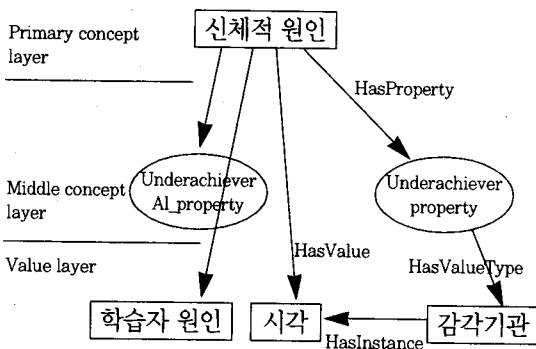 신체적 원인
Primary concept
layer
HasProperty
Underachiever
Al_property
Underachiever
property
Middle concept
layer
HasValue
HasValueType
Value layer
학습자 원인
시각
감각기관
HasInstance